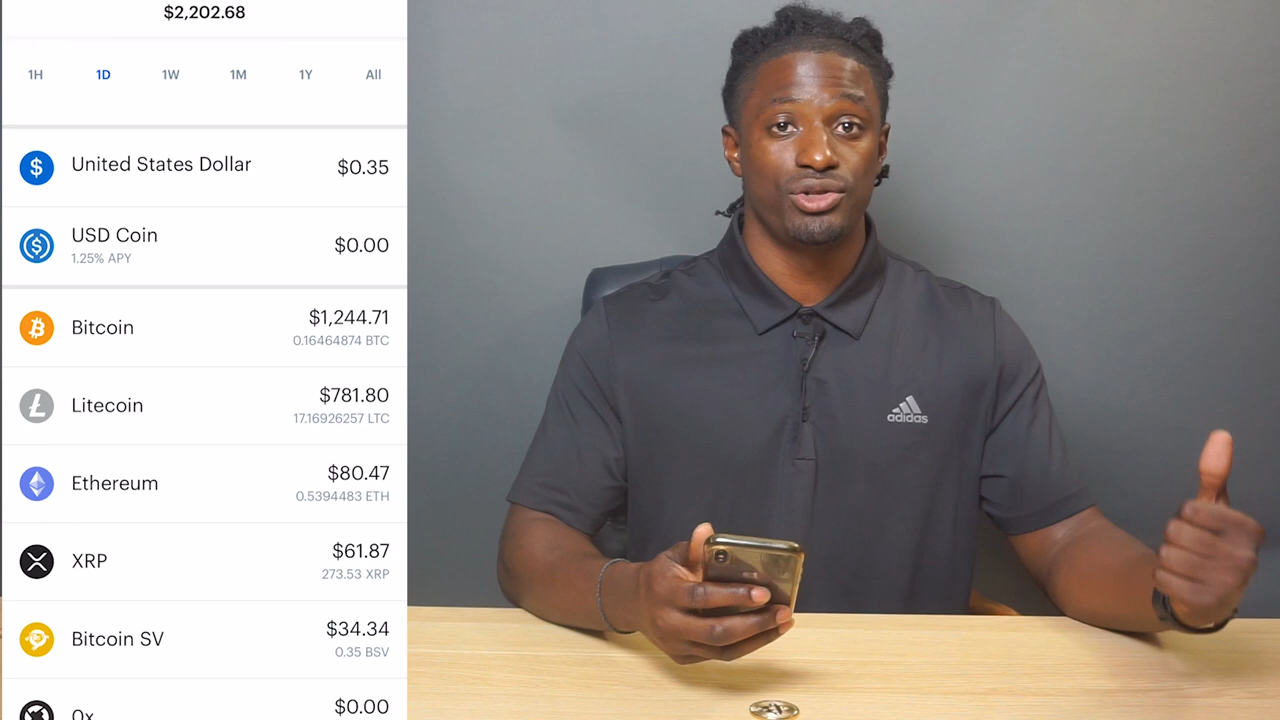 $2,202.68
1H 1D 1W 1M 1Y All
United States Dollar $0.35
USD Coin $0.00
1.25% APY
Bitcoin $1,244.71
0.16464874 BTC
Litecoin $781.80
17.16926257 LTC
Ethereum $80.47
0.5394483 ETH
XRP $61.87
273.53 XRP
Bitcoin SV $34.34
0.35 BSV
0x $0.00
adidas